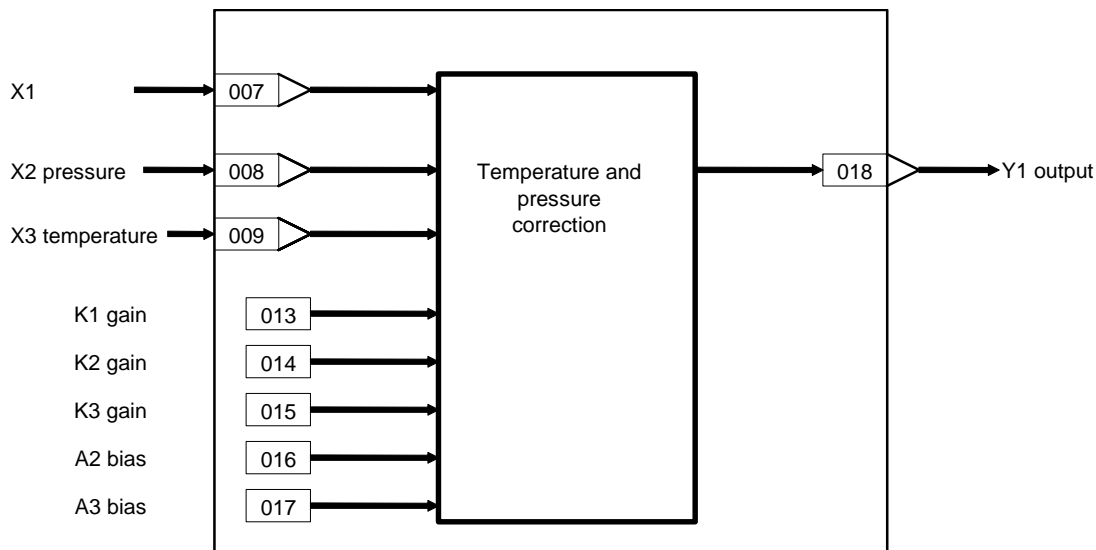 X1
007
X2 pressure
008
X3 temperature
009
Temperature and
pressure
correction
018
Y1 output
K1 gain
013
K2 gain
014
K3 gain
015
A2 bias
016
A3 bias
017